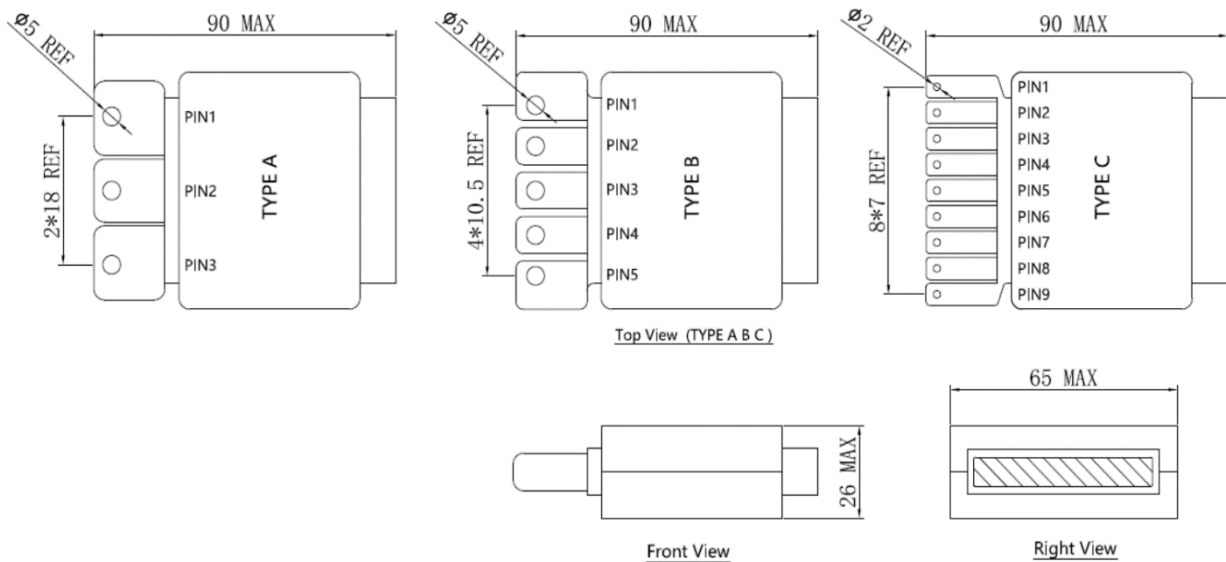 90 MAX
ø5 REF
2*18 REF
PIN1
PIN2
PIN3
TYPE A
90 MAX
ø5 REF
4*10.5 REF
PIN1
PIN2
PIN3
PIN4
PIN5
TYPE B
90 MAX
ø2 REF
8*7 REF
PIN1
PIN2
PIN3
PIN4
PIN5
PIN6
PIN7
PIN8
PIN9
TYPE C
Top View (TYPE A B C)
26 MAX
Front View
65 MAX
Right View